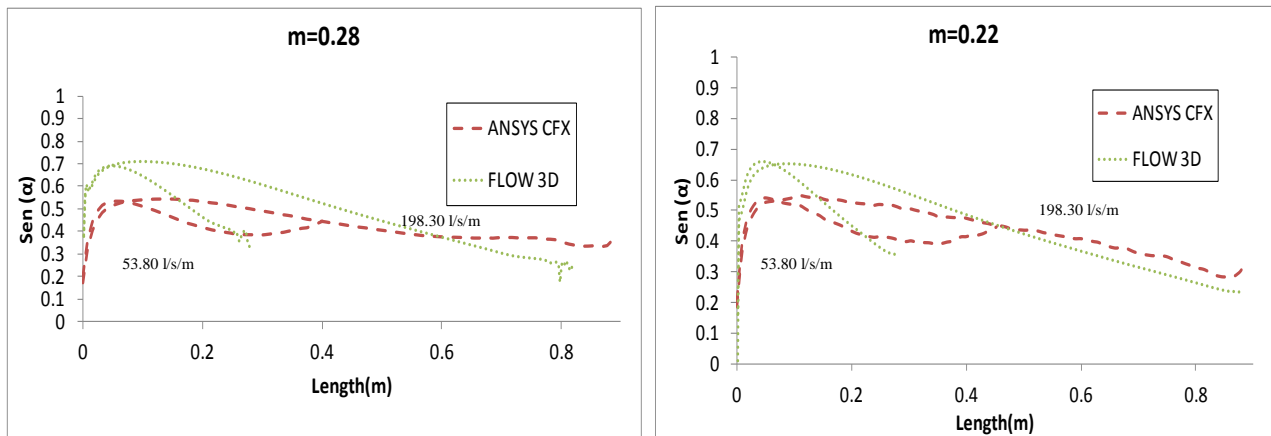 m=0.28
1
0.9
0.8
0.7
0.6
0.5
0.4
0.3
0.2
0.1
0
Sen (α)
ANSYS CFX
FLOW 3D
198.30 l/s/m
53.80 l/s/m
0 0.2 0.4 0.6 0.8
Length(m)
m=0.22
1
0.9
0.8
0.7
0.6
0.5
0.4
0.3
0.2
0.1
0
Sen (α)
ANSYS CFX
FLOW 3D
198.30 l/s/m
53.80 l/s/m
0 0.2 0.4 0.6 0.8
Length(m)